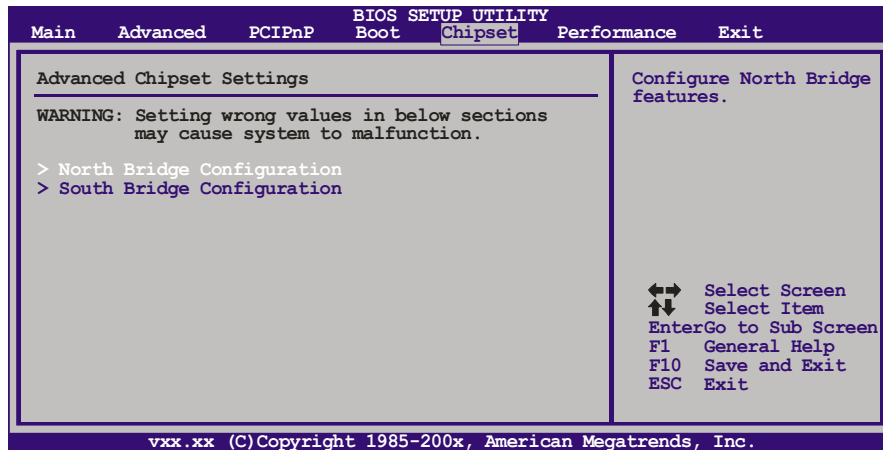 BIOS SETUP UTILITY
Main Advanced PCIPnP Boot Chipset Performance Exit
Advanced Chipset Settings
WARNING: Setting wrong values in below sections
may cause system to malfunction.
> North Bridge Configuration
> South Bridge Configuration
Configure North Bridge
features.
Select Screen
Select Item
EnterGo to Sub Screen
F1 General Help
F10 Save and Exit
ESC Exit
vxx.xx (C)Copyright 1985-200x, American Megatrends, Inc.